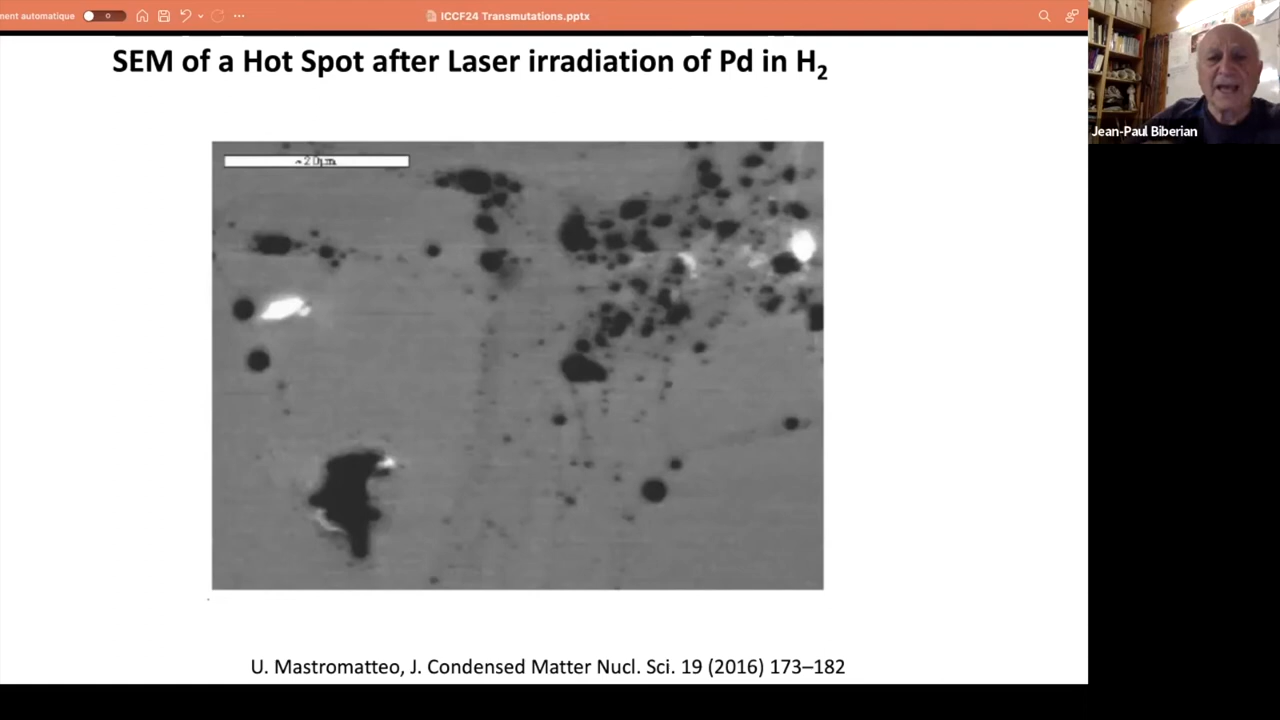 ment automatique
ICCF24 Transmutations.pptx
SEM of a Hot Spot after Laser irradiation of Pd in H₂
Jean-Paul Biberian
~20µm
U. Mastromatteo, J. Condensed Matter Nucl. Sci. 19 (2016) 173–182